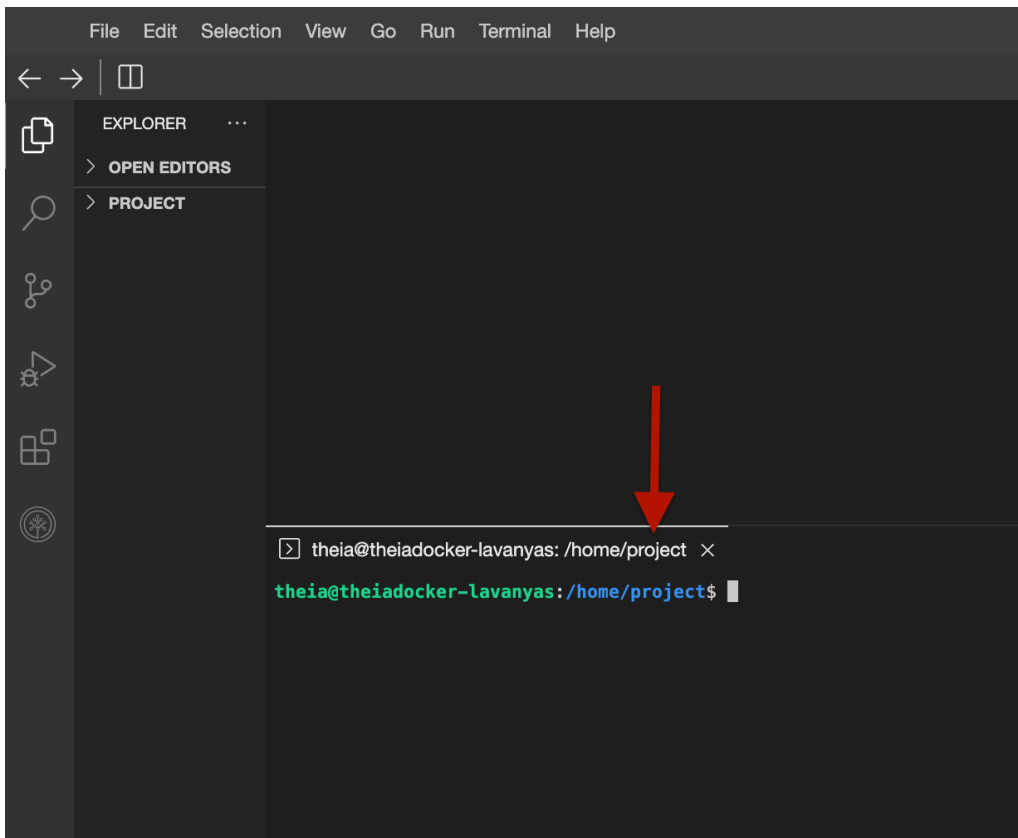 File Edit Selection View Go Run Terminal Help
EXPLORER ...
OPEN EDITORS
PROJECT
theia@theiadocker-lavanyas: /home/project
theia@theiadocker-lavanyas:/home/project$